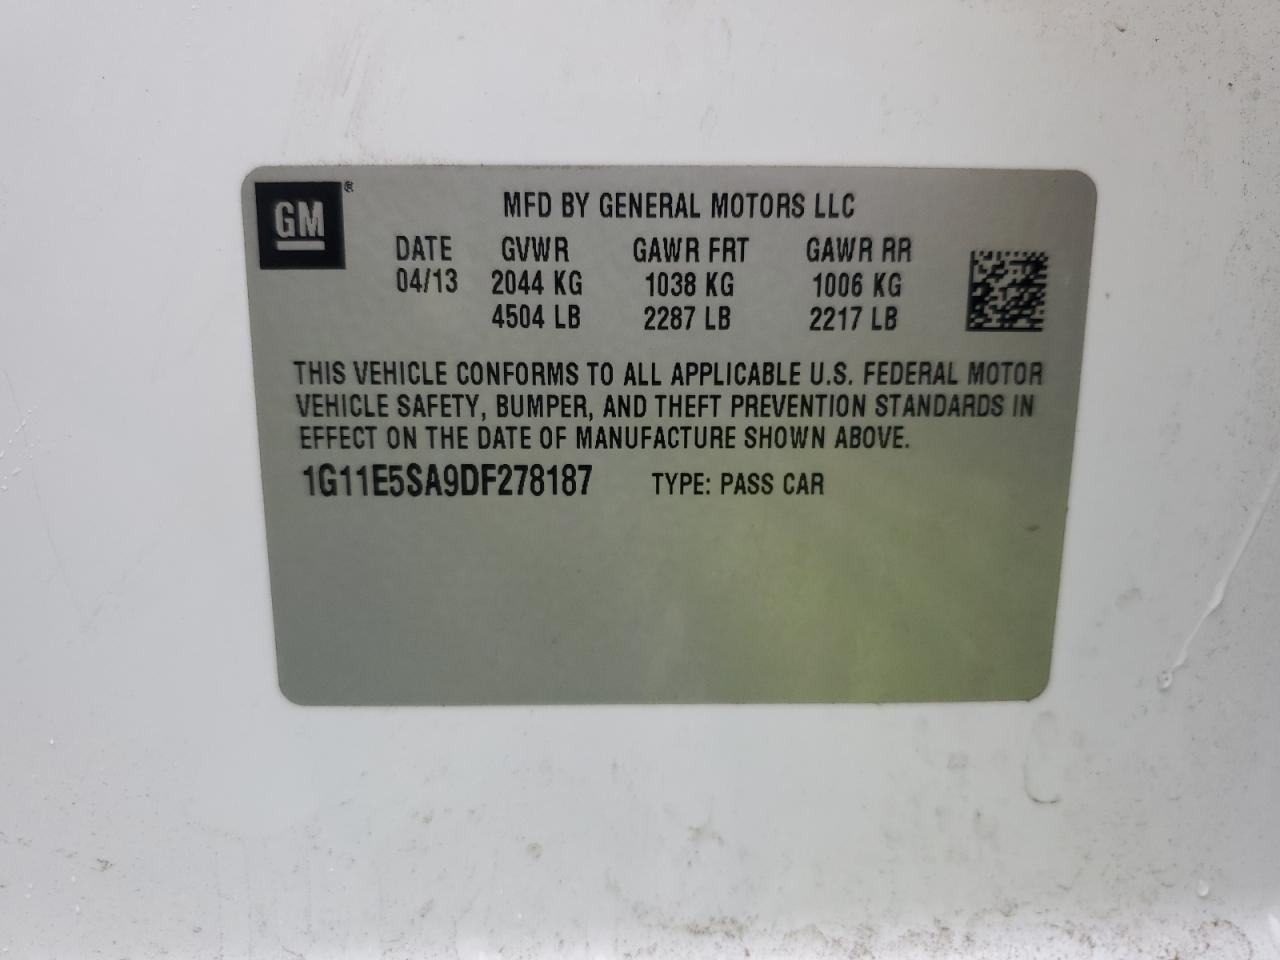 GM ®
MFD BY GENERAL MOTORS LLC
DATE GVWR GAWR FRT GAWR RR
04/13 2044 KG 1038 KG 1006 KG
4504 LB 2287 LB 2217 LB
THIS VEHICLE CONFORMS TO ALL APPLICABLE U.S. FEDERAL MOTOR
VEHICLE SAFETY, BUMPER, AND THEFT PREVENTION STANDARDS IN
EFFECT ON THE DATE OF MANUFACTURE SHOWN ABOVE.
1G11E5SA9DF278187 TYPE: PASS CAR